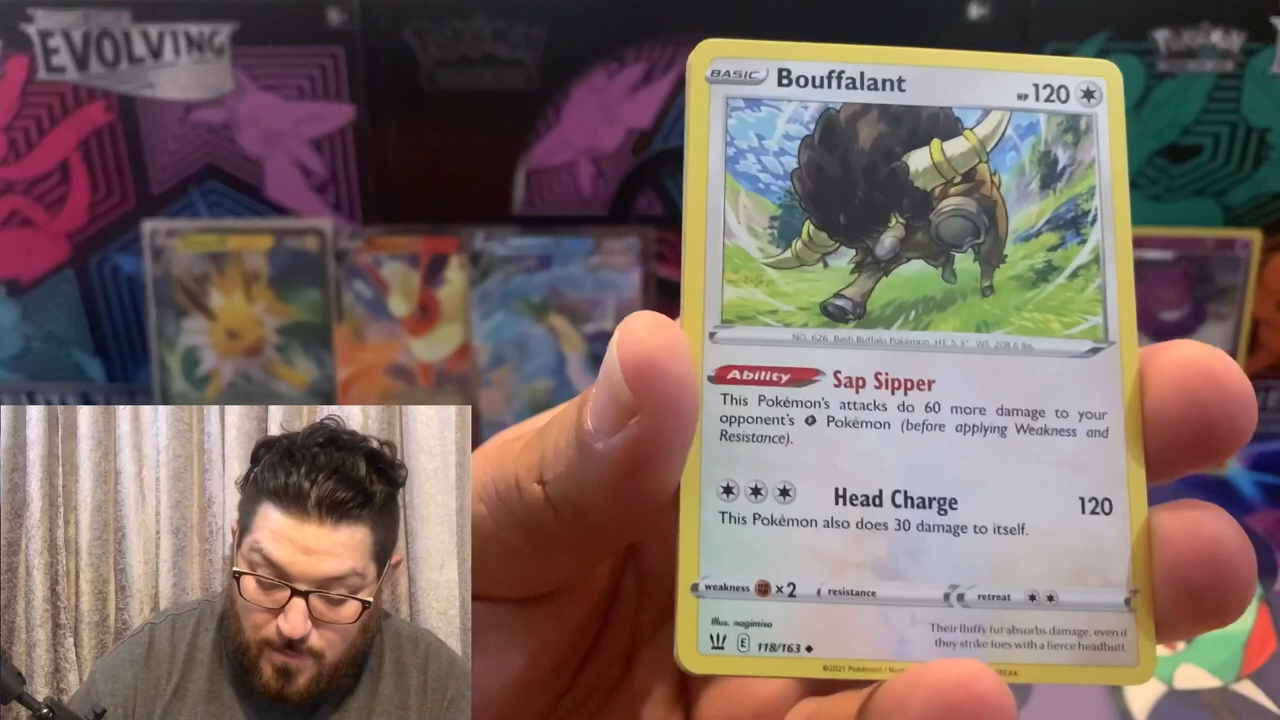 EVOLVING
BASIC Bouffalant HP 120
NO. 626 Bash Buffalo Pokémon HT: 5'3" WT: 208.6 lbs.
Ability Sap Sipper
This Pokémon's attacks do 60 more damage to your
opponent's Pokémon (before applying Weakness and
Resistance).
Head Charge 120
This Pokémon also does 30 damage to itself.
weakness ×2 resistance retreat
Illus. nagimiso
E 118/163
Their fluffy fur absorbs damage, even if
they strike foes with a fierce headbutt.
©2021 Pokémon